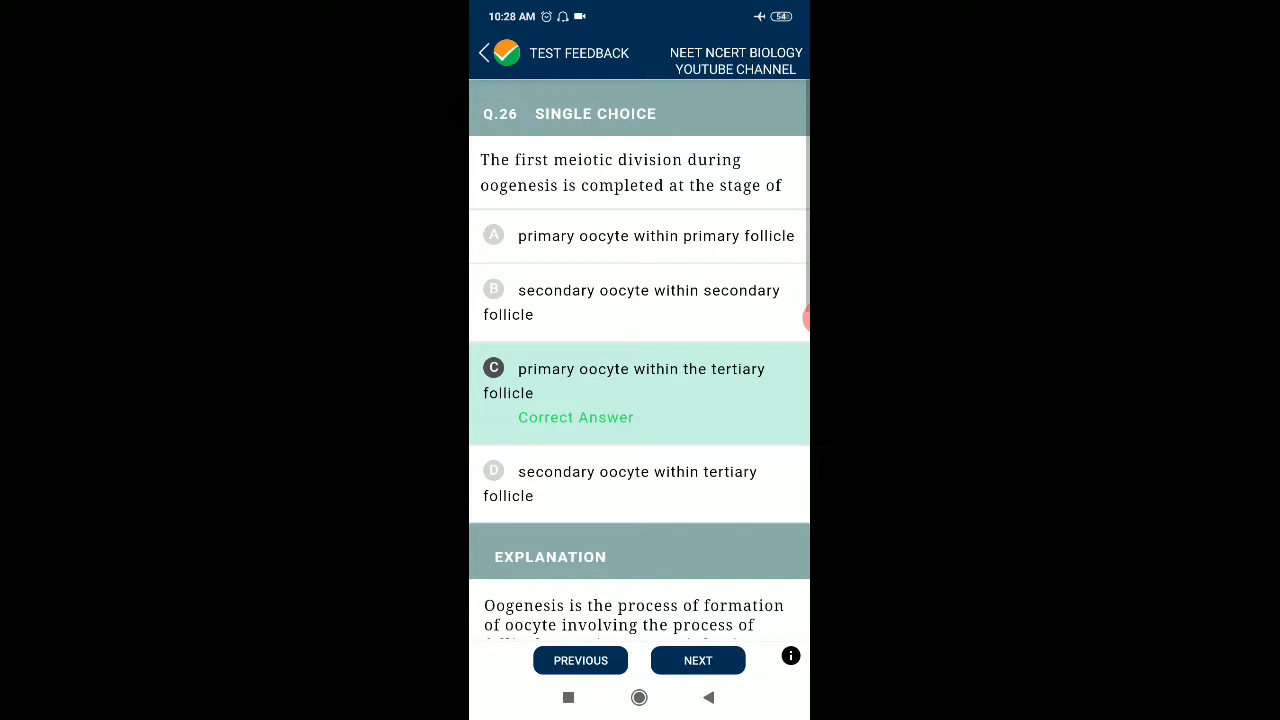 10:28 AM
54
TEST FEEDBACK
NEET NCERT BIOLOGY
YOUTUBE CHANNEL
Q.26 SINGLE CHOICE
The first meiotic division during
oogenesis is completed at the stage of
A primary oocyte within primary follicle
B secondary oocyte within secondary
follicle
C primary oocyte within the tertiary
follicle
Correct Answer
D secondary oocyte within tertiary
follicle
EXPLANATION
Oogenesis is the process of formation
of oocyte involving the process of
PREVIOUS
NEXT